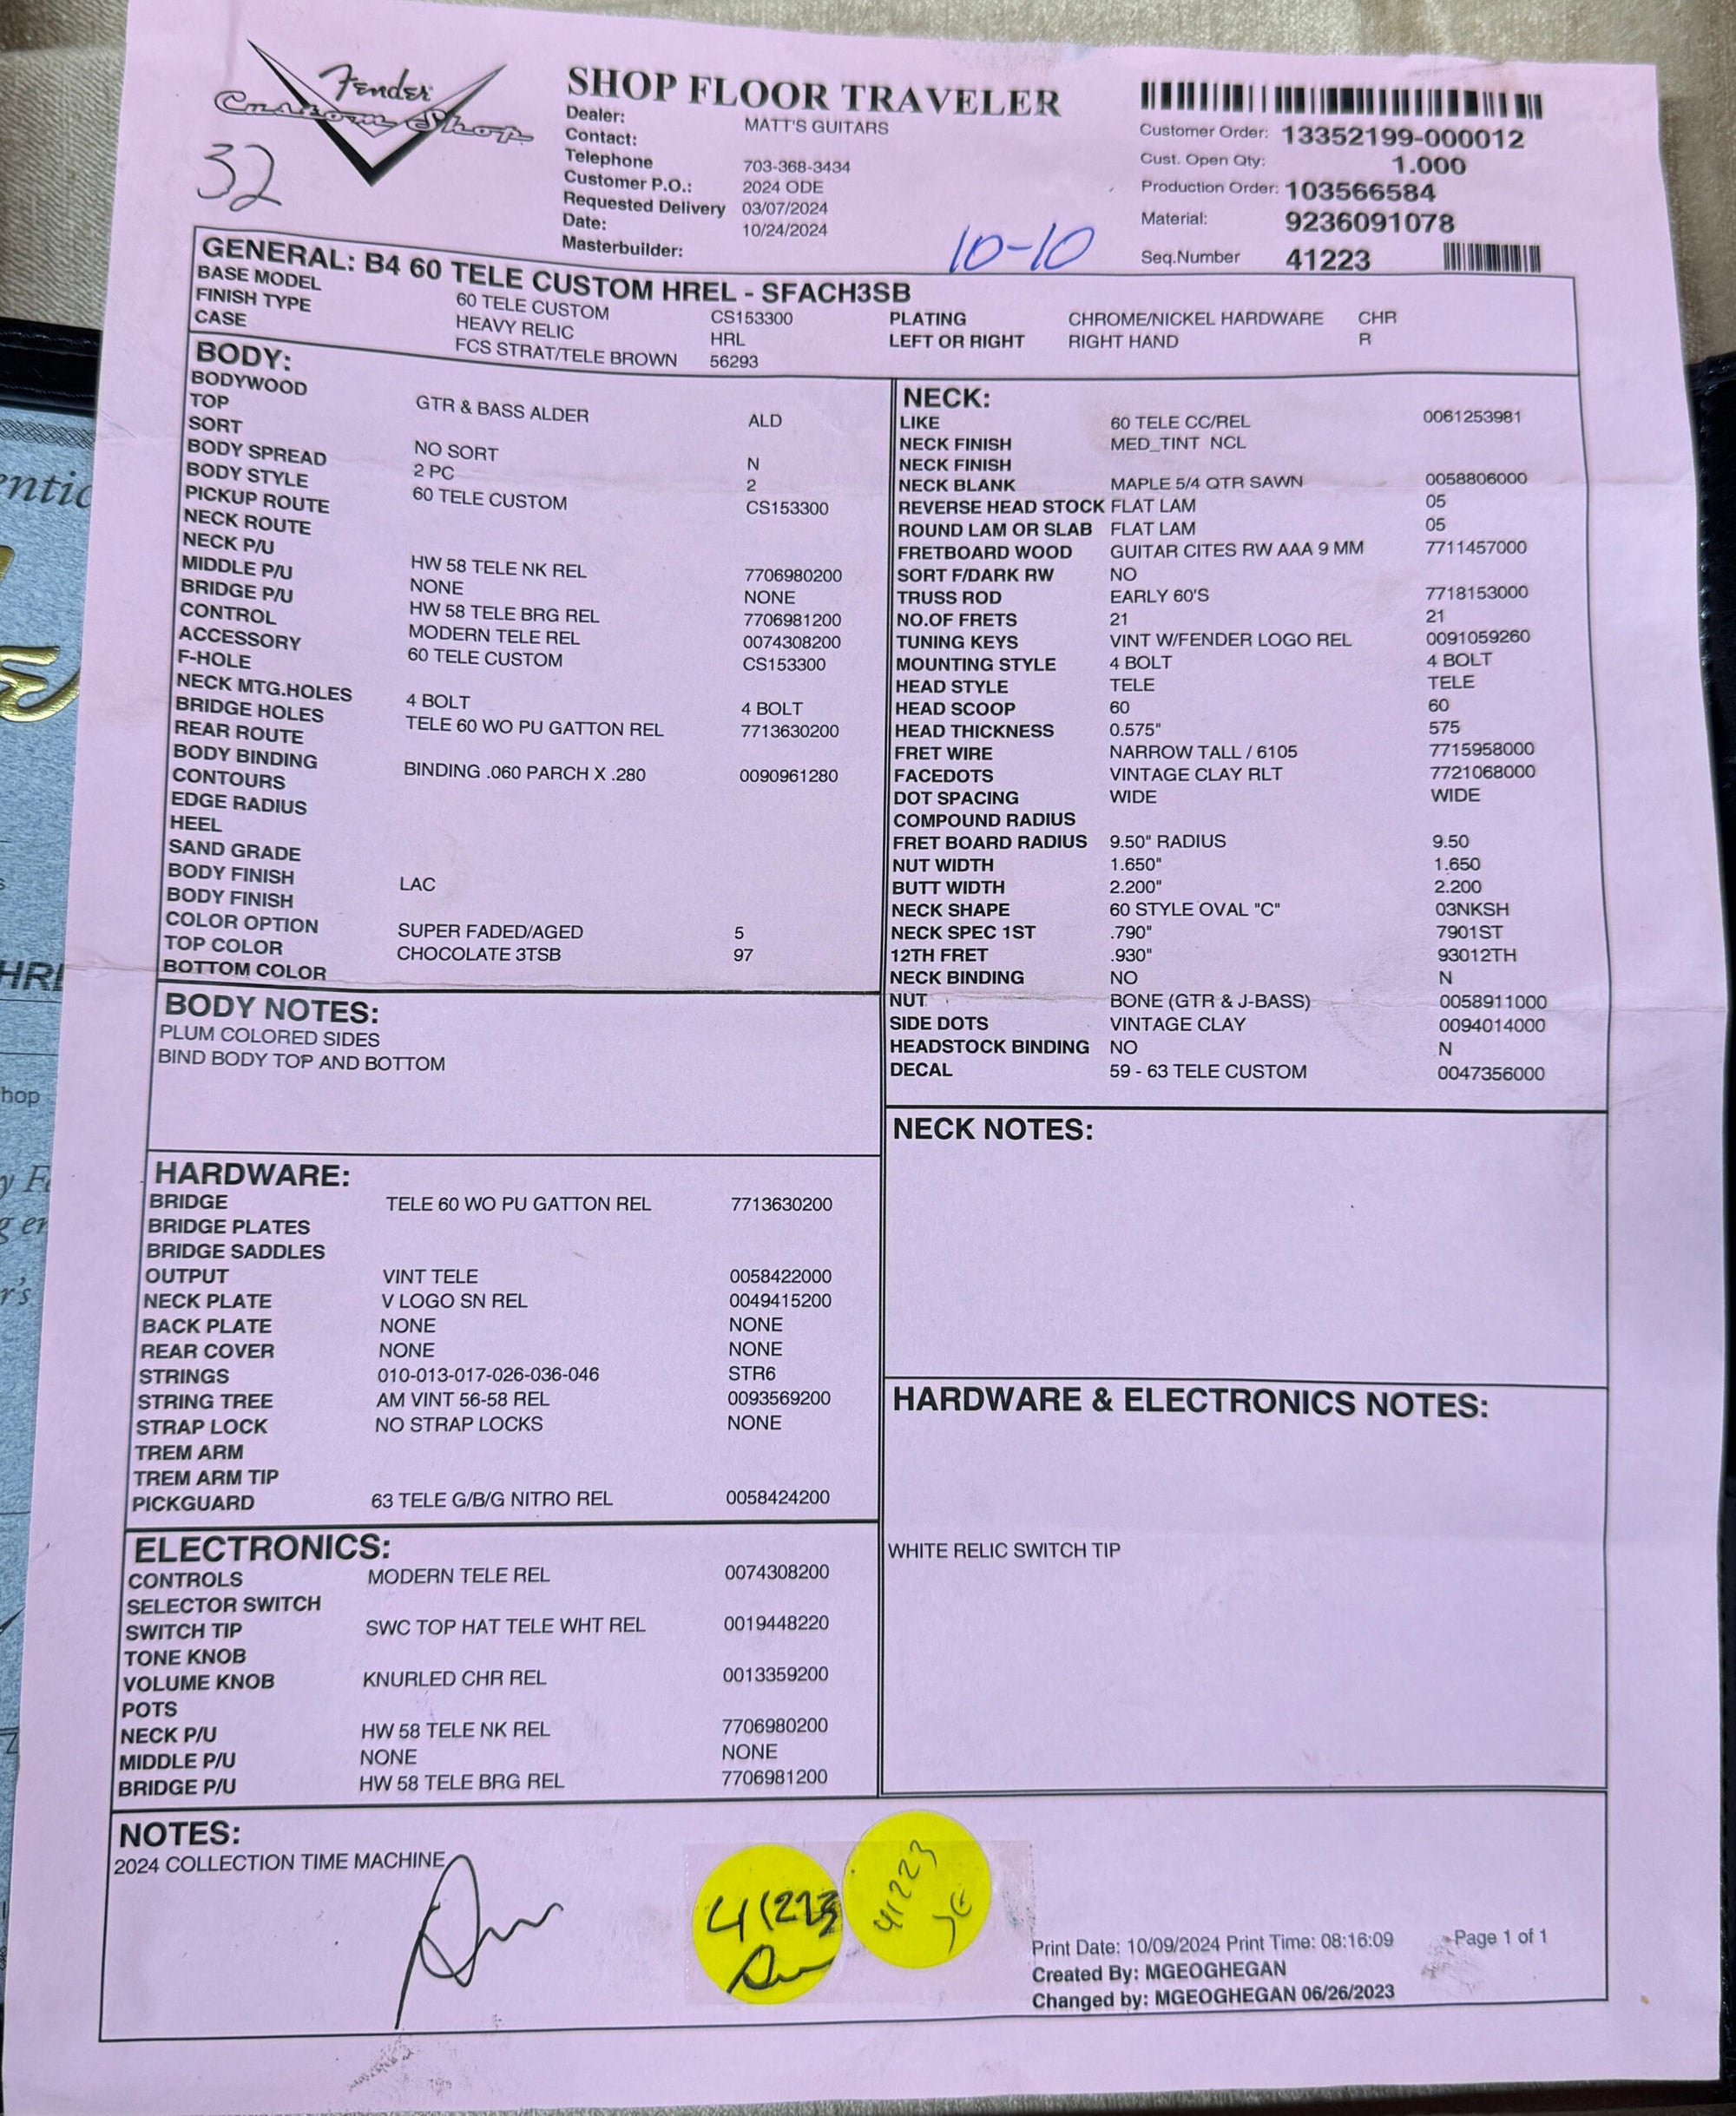 Fender
Custom Shop
32
SHOP FLOOR TRAVELER
Dealer: MATT'S GUITARS
Contact:
Telephone 703-368-3434
Customer P.O.: 2024 ODE
Requested Delivery 03/07/2024
Date: 10/24/2024
Masterbuilder:
10-10
Customer Order: 13352199-000012
Cust. Open Qty: 1.000
Production Order: 103566584
Material: 9236091078
Seq.Number 41223
GENERAL: B4 60 TELE CUSTOM HREL - SFACH3SB
BASE MODEL 60 TELE CUSTOM CS153300
FINISH TYPE HEAVY RELIC HRL
CASE FCS STRAT/TELE BROWN 56293
PLATING CHROME/NICKEL HARDWARE CHR
LEFT OR RIGHT RIGHT HAND R
BODY:
BODYWOOD GTR & BASS ALDER ALD
TOP
SORT NO SORT N
BODY SPREAD 2 PC 2
BODY STYLE 60 TELE CUSTOM CS153300
PICKUP ROUTE
NECK ROUTE
NECK P/U HW 58 TELE NK REL 7706980200
MIDDLE P/U NONE NONE
BRIDGE P/U HW 58 TELE BRG REL 7706981200
CONTROL MODERN TELE REL 0074308200
ACCESSORY 60 TELE CUSTOM CS153300
F-HOLE
NECK MTG.HOLES 4 BOLT 4 BOLT
BRIDGE HOLES TELE 60 WO PU GATTON REL 7713630200
REAR ROUTE
BODY BINDING BINDING .060 PARCH X .280 0090961280
CONTOURS
EDGE RADIUS
HEEL
SAND GRADE
BODY FINISH LAC
BODY FINISH
COLOR OPTION SUPER FADED/AGED 5
TOP COLOR CHOCOLATE 3TSB 97
BOTTOM COLOR
BODY NOTES:
PLUM COLORED SIDES
BIND BODY TOP AND BOTTOM
HARDWARE:
BRIDGE TELE 60 WO PU GATTON REL 7713630200
BRIDGE PLATES
BRIDGE SADDLES
OUTPUT VINT TELE 0058422000
NECK PLATE V LOGO SN REL 0049415200
BACK PLATE NONE NONE
REAR COVER NONE NONE
STRINGS 010-013-017-026-036-046 STR6
STRING TREE AM VINT 56-58 REL 0093569200
STRAP LOCK NO STRAP LOCKS NONE
TREM ARM
TREM ARM TIP
PICKGUARD 63 TELE G/B/G NITRO REL 0058424200
ELECTRONICS:
CONTROLS MODERN TELE REL 0074308200
SELECTOR SWITCH
SWITCH TIP SWC TOP HAT TELE WHT REL 0019448220
TONE KNOB
VOLUME KNOB KNURLED CHR REL 0013359200
POTS
NECK P/U HW 58 TELE NK REL 7706980200
MIDDLE P/U NONE NONE
BRIDGE P/U HW 58 TELE BRG REL 7706981200
NECK:
LIKE 60 TELE CC/REL 0061253981
NECK FINISH MED_TINT NCL
NECK FINISH
NECK BLANK MAPLE 5/4 QTR SAWN 0058806000
REVERSE HEAD STOCK FLAT LAM 05
ROUND LAM OR SLAB FLAT LAM 05
FRETBOARD WOOD GUITAR CITES RW AAA 9 MM 7711457000
SORT F/DARK RW NO
TRUSS ROD EARLY 60'S 7718153000
NO.OF FRETS 21 21
TUNING KEYS VINT W/FENDER LOGO REL 0091059260
MOUNTING STYLE 4 BOLT 4 BOLT
HEAD STYLE TELE TELE
HEAD SCOOP 60 60
HEAD THICKNESS 0.575" 575
FRET WIRE NARROW TALL / 6105 7715958000
FACEDOTS VINTAGE CLAY RLT 7721068000
DOT SPACING WIDE WIDE
COMPOUND RADIUS
FRET BOARD RADIUS 9.50" RADIUS 9.50
NUT WIDTH 1.650" 1.650
BUTT WIDTH 2.200" 2.200
NECK SHAPE 60 STYLE OVAL "C" 03NKSH
NECK SPEC 1ST .790" 7901ST
12TH FRET .930" 93012TH
NECK BINDING NO N
NUT BONE (GTR & J-BASS) 0058911000
SIDE DOTS VINTAGE CLAY 0094014000
HEADSTOCK BINDING NO N
DECAL 59 - 63 TELE CUSTOM 0047356000
NECK NOTES:
HARDWARE & ELECTRONICS NOTES:
WHITE RELIC SWITCH TIP
NOTES:
2024 COLLECTION TIME MACHINE
41223
41223
Print Date: 10/09/2024 Print Time: 08:16:09 Page 1 of 1
Created By: MGEOGHEGAN
Changed by: MGEOGHEGAN 06/26/2023